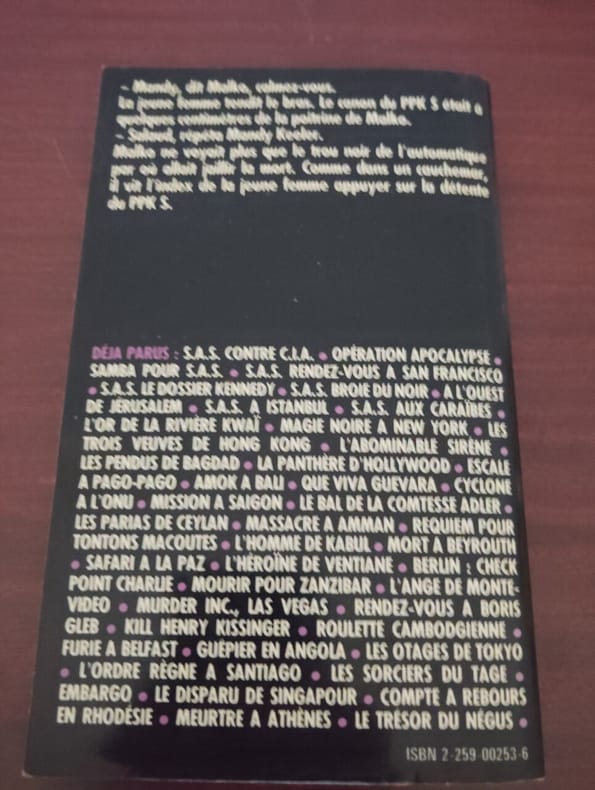 – Mandy, dit Malko, calmez-vous.
La jeune femme tendit le bras. Le canon du PPK S était à
quelques centimètres de la poitrine de Malko.
– Salaud, répéta Mandy Keeler.
Malko ne voyait plus que le trou noir de l'automatique
par où allait jaillir la mort. Comme dans un cauchemar,
il vit l'index de la jeune femme appuyer sur la détente
du PPK S.
DÉJA PARUS : S.A.S. CONTRE C.I.A. • OPÉRATION APOCALYPSE •
SAMBA POUR S.A.S. • S.A.S. RENDEZ-VOUS A SAN FRANCISCO
• S.A.S. LE DOSSIER KENNEDY • S.A.S. BROIE DU NOIR • A L'OUEST
DE JÉRUSALEM • S.A.S. A ISTANBUL • S.A.S. AUX CARAÏBES •
L'OR DE LA RIVIÈRE KWAÏ • MAGIE NOIRE A NEW YORK • LES
TROIS VEUVES DE HONG KONG • L'ABOMINABLE SIRÈNE •
LES PENDUS DE BAGDAD • LA PANTHÈRE D'HOLLYWOOD • ESCALE
A PAGO-PAGO • AMOK A BALI • QUE VIVA GUEVARA • CYCLONE
A L'ONU • MISSION A SAIGON • LE BAL DE LA COMTESSE ADLER •
LES PARIAS DE CEYLAN • MASSACRE A AMMAN • REQUIEM POUR
TONTONS MACOUTES • L'HOMME DE KABUL • MORT A BEYROUTH
• SAFARI A LA PAZ • L'HÉROÏNE DE VIENTIANE • BERLIN : CHECK
POINT CHARLIE • MOURIR POUR ZANZIBAR • L'ANGE DE MONTE-
VIDEO • MURDER INC., LAS VEGAS • RENDEZ-VOUS A BORIS
GLEB • KILL HENRY KISSINGER • ROULETTE CAMBODGIENNE •
FURIE A BELFAST • GUÊPIER EN ANGOLA • LES OTAGES DE TOKYO
• L'ORDRE RÈGNE A SANTIAGO • LES SORCIERS DU TAGE •
EMBARGO • LE DISPARU DE SINGAPOUR • COMPTE A REBOURS
EN RHODÉSIE • MEURTRE A ATHÈNES • LE TRÉSOR DU NÉGUS •
ISBN 2-259-00253-6